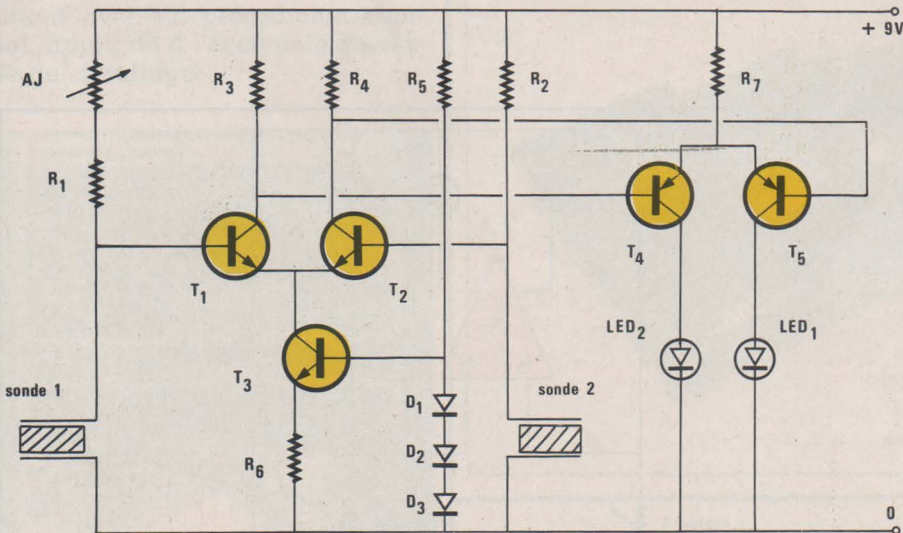 + 9V
AJ
R3
R4
R5
R2
R7
R1
T1
T2
T4
T5
LED2
LED1
T3
sonde 1
sonde 2
D1
D2
R6
D3
0